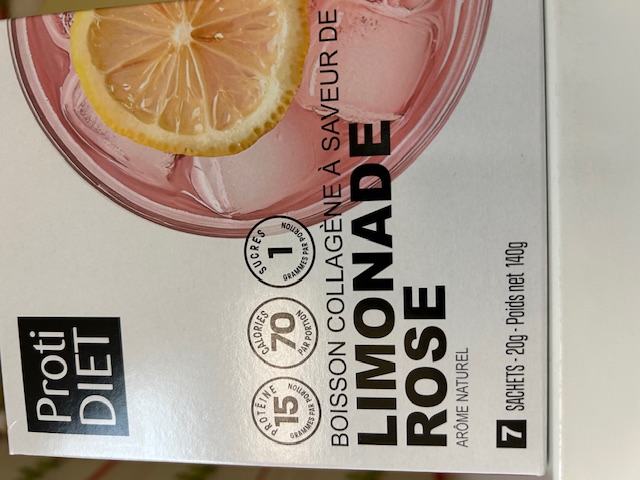 Proti
DIET
PROTÉINE
15
GRAMMES PAR PORTION
CALORIES
70
PAR PORTION
SUCRES
1
GRAMMES PAR PORTION
BOISSON COLLAGÈNE À SAVEUR DE
LIMONADE
ROSE
ARÔME NATUREL
7 SACHETS - 20g - Poids net 140g